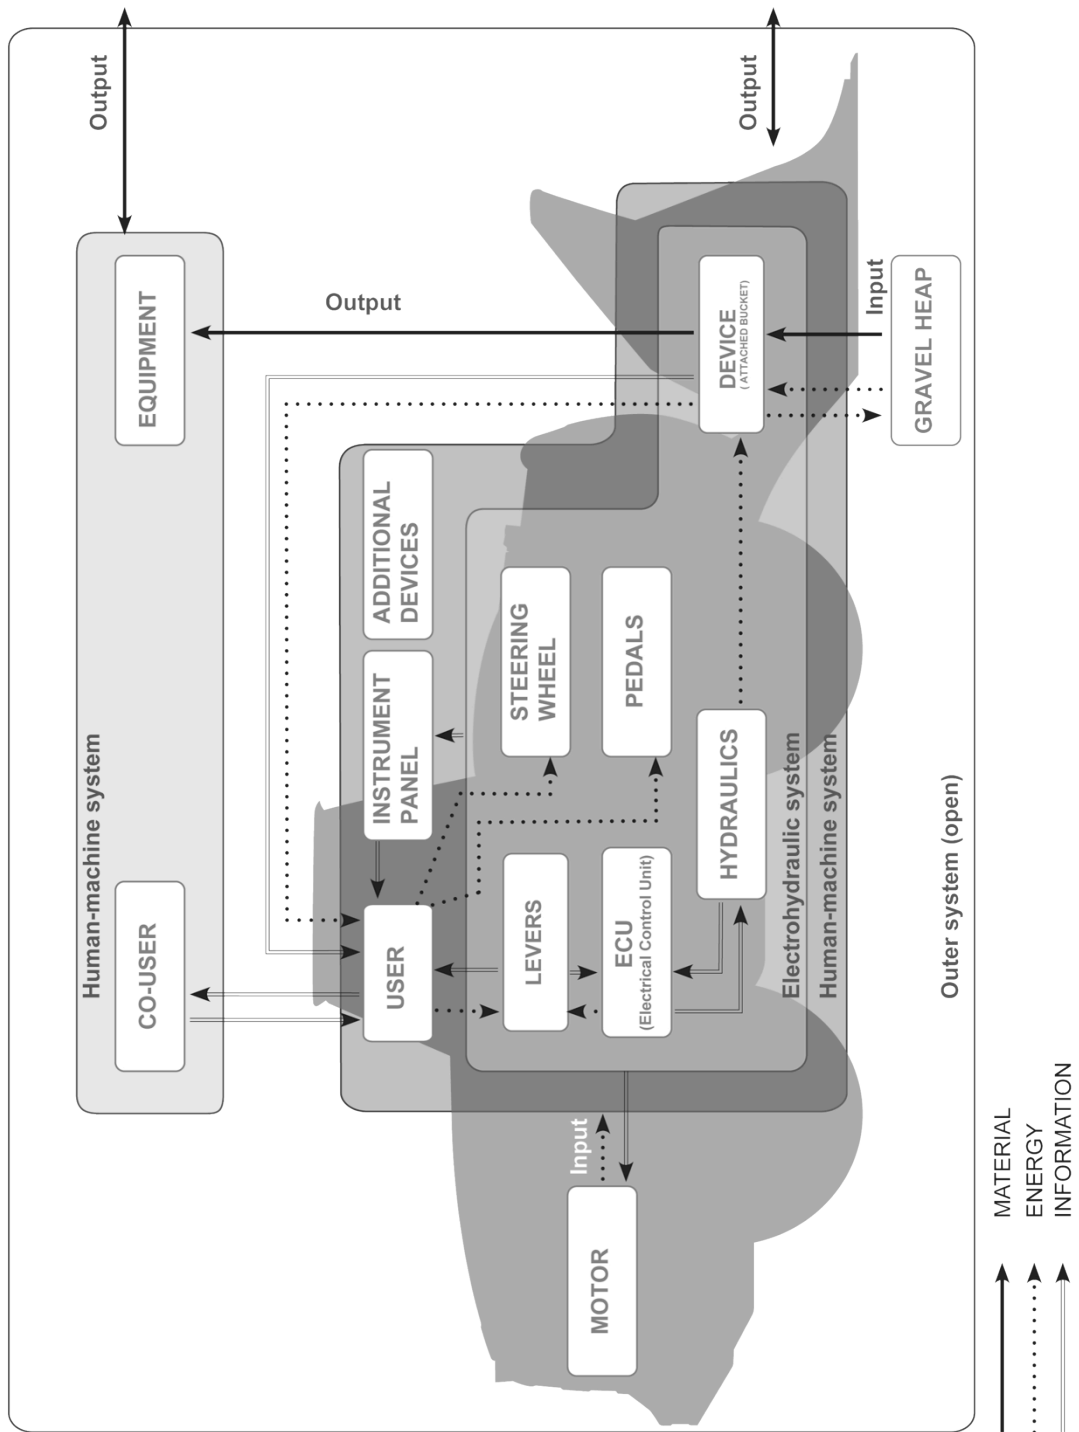 Output
Output
Human-machine system
CO-USER
EQUIPMENT
Output
USER
INSTRUMENT
PANEL
ADDITIONAL
DEVICES
LEVERS
STEERING
WHEEL
ECU
(Electrical Control Unit)
PEDALS
HYDRAULICS
DEVICE
( ATTACHED BUCKET)
MOTOR
Input
Input
GRAVEL HEAP
Electrohydraulic system
Human-machine system
Outer system (open)
MATERIAL
ENERGY
INFORMATION